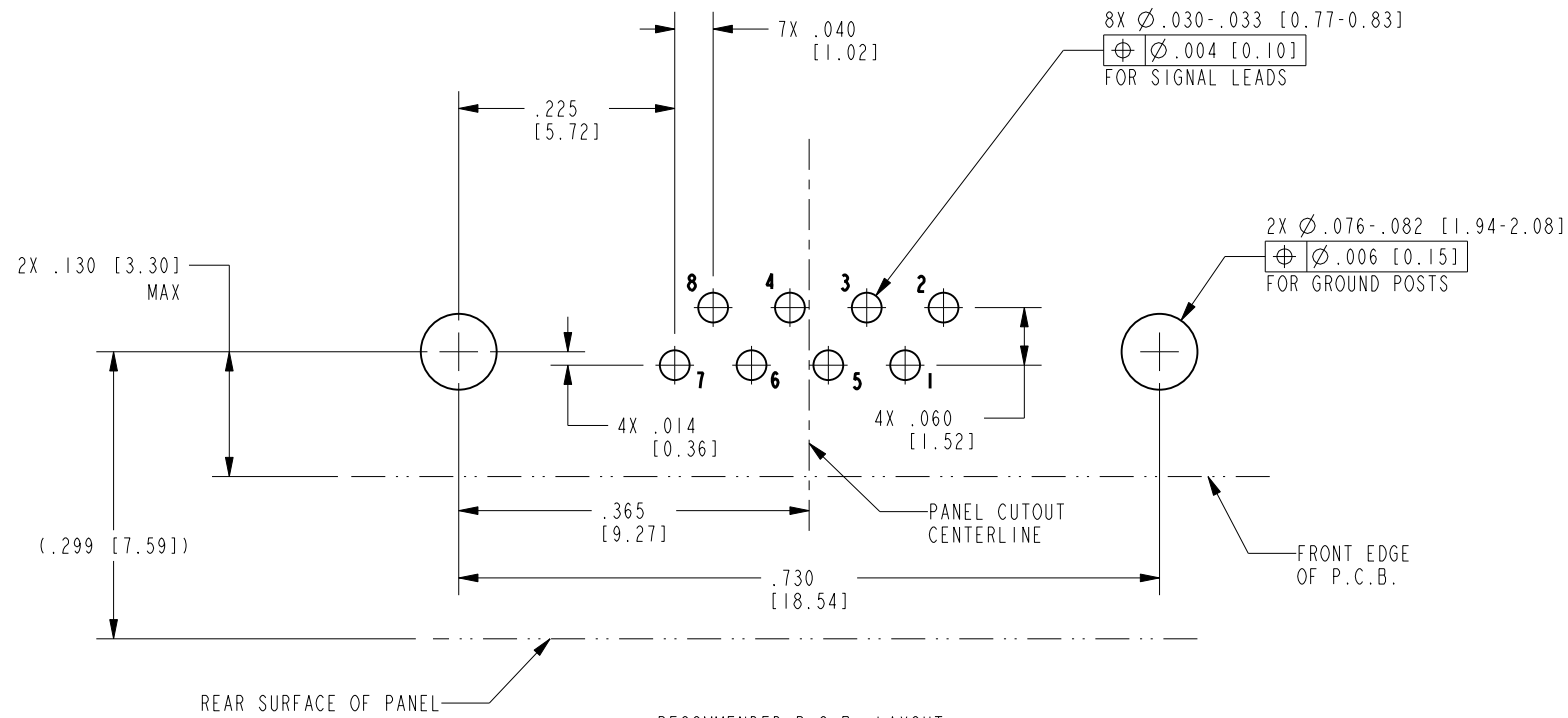 7X .040
[1.02]
8X Ø.030-.033 [0.77-0.83]
⌖ Ø.004 [0.10]
FOR SIGNAL LEADS
.225
[5.72]
2X Ø.076-.082 [1.94-2.08]
⌖ Ø.006 [0.15]
FOR GROUND POSTS
2X .130 [3.30]
MAX
8 4 3 2
7 6 5 1
4X .014
[0.36]
4X .060
[1.52]
.365
[9.27]
PANEL CUTOUT
CENTERLINE
(.299 [7.59])
FRONT EDGE
OF P.C.B.
.730
[18.54]
REAR SURFACE OF PANEL
RECOMMENDED P.C.B. LAYOUT